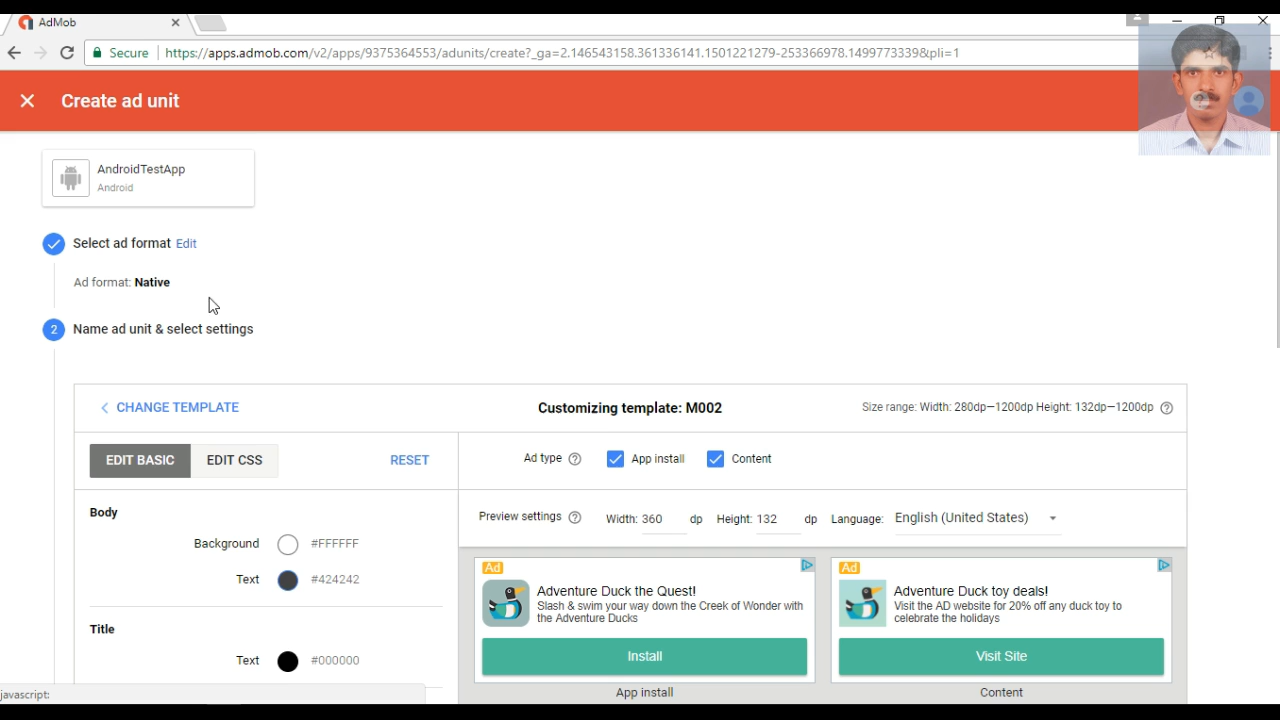 AdMob
Secure https://apps.admob.com/v2/apps/9375364553/adunits/create?_ga=2.146543158.361336141.1501221279-253366978.1499773339&pli=1
Create ad unit
AndroidTestApp
Android
Select ad format Edit
Ad format: Native
2 Name ad unit & select settings
CHANGE TEMPLATE Customizing template: M002 Size range: Width: 280dp—1200dp Height: 132dp—1200dp
EDIT BASIC EDIT CSS RESET Ad type App install Content
Body
Preview settings Width: 360 dp Height: 132 dp Language: English (United States)
Background #FFFFFF
Text #424242
Title
Text #000000
Ad
Adventure Duck the Quest!
Slash & swim your way down the Creek of Wonder with
the Adventure Ducks
Install
App install
Ad
Adventure Duck toy deals!
Visit the AD website for 20% off any duck toy to
celebrate the holidays
Visit Site
Content
javascript: